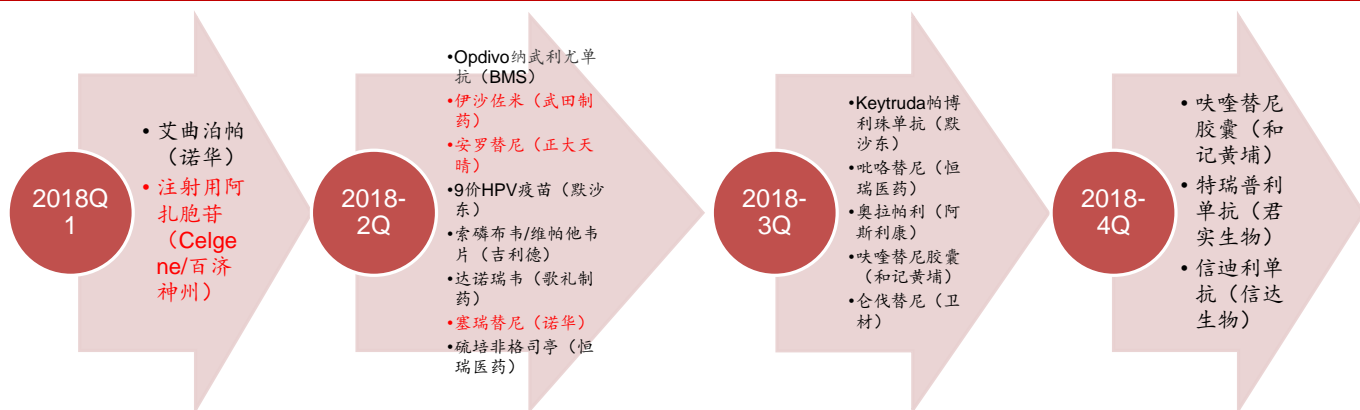 2018Q
1
• 艾曲泊帕
（诺华）
• 注射用阿
扎胞苷
（Celge
ne/百济
神州）
2018-
2Q
•Opdivo纳武利尤单
抗（BMS）
•伊沙佐米（武田制
药）
•安罗替尼（正大天
晴）
•9价HPV疫苗（默沙
东）
•索磷布韦/维帕他韦
片（吉利德）
•达诺瑞韦（歌礼制
药）
•塞瑞替尼（诺华）
•硫培非格司亭（恒
瑞医药）
2018-
3Q
•Keytruda帕博
利珠单抗（默
沙东）
•吡咯替尼（恒
瑞医药）
•奥拉帕利（阿
斯利康）
•呋喹替尼胶囊
（和记黄埔）
•仑伐替尼（卫
材）
2018-
4Q
• 呋喹替尼
胶囊（和
记黄埔）
• 特瑞普利
单抗（君
实生物）
• 信迪利单
抗（信达
生物）